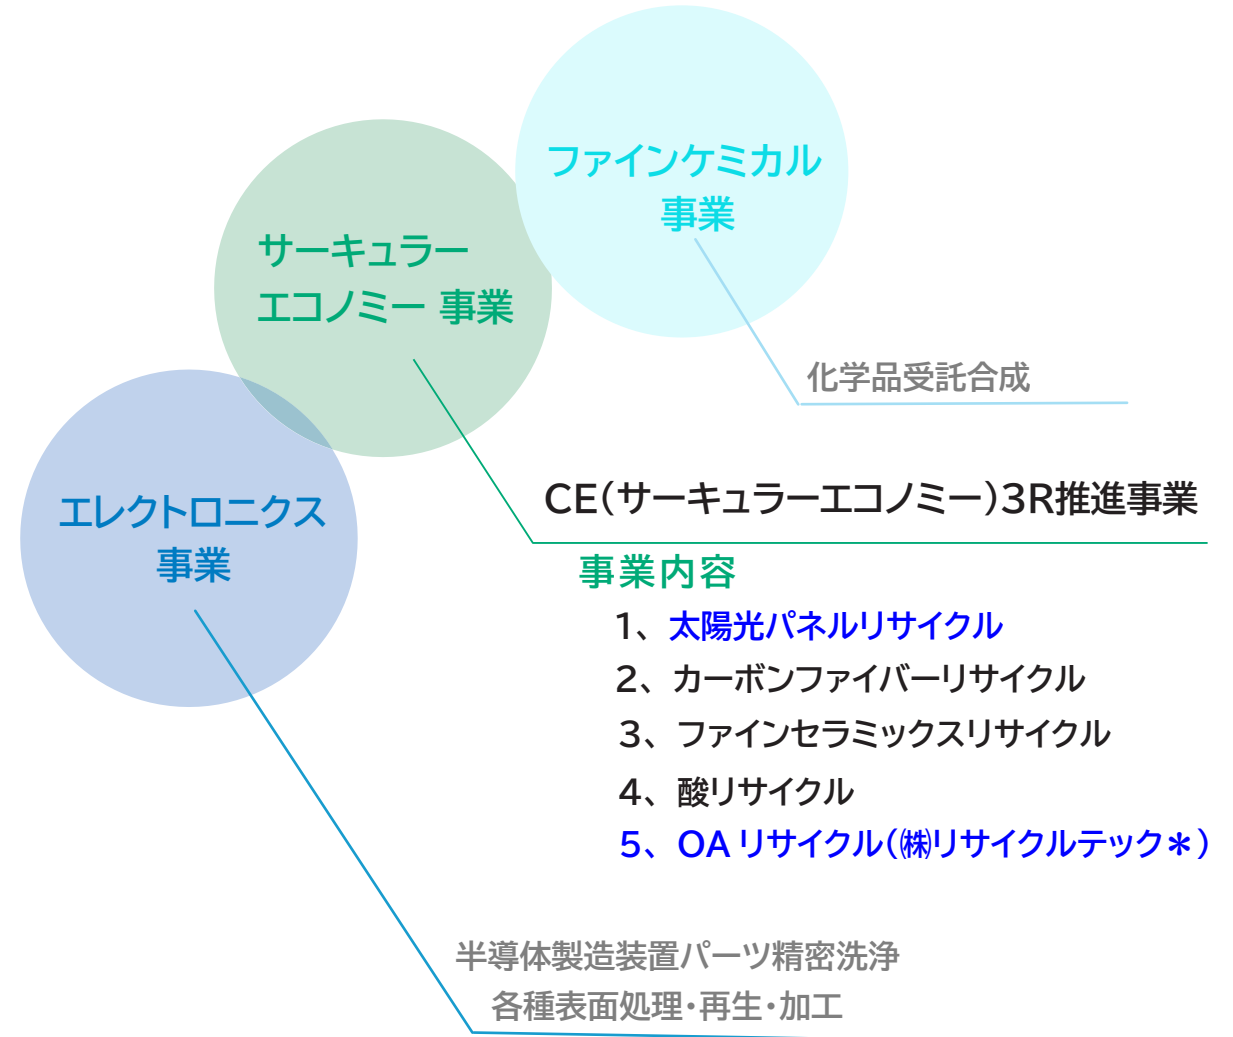 ファインケミカル
事業
サーキュラー
エコノミー 事業
化学品受託合成
エレクトロニクス
事業
CE(サーキュラーエコノミー)3R推進事業
事業内容
1、太陽光パネルリサイクル
2、カーボンファイバーリサイクル
3、ファインセラミックスリサイクル
4、酸リサイクル
5、OAリサイクル(㈱リサイクルテック＊)
半導体製造装置パーツ精密洗浄
各種表面処理・再生・加工